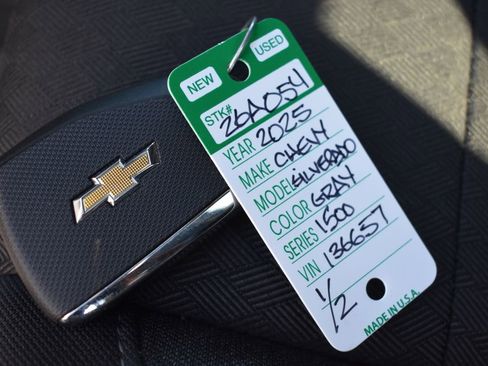 NEW USED
STK# 26A054
YEAR 2025
MAKE CHEVY
MODEL SILVERADO
COLOR GRAY
SERIES 1500
VIN 136657
1/2
MADE IN U.S.A.